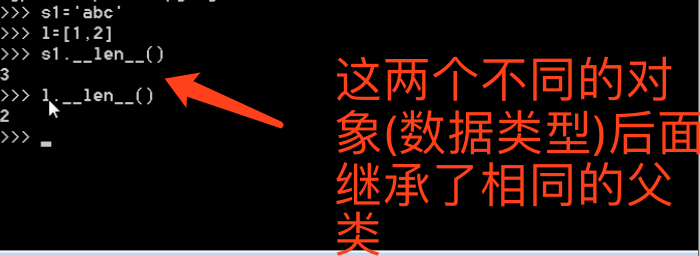 >>> s1='abc'
>>> l=[1,2]
>>> s1.__len__()
3
>>> l.__len__()
2
>>>
这两个不同的对
象(数据类型)后面
继承了相同的父
类